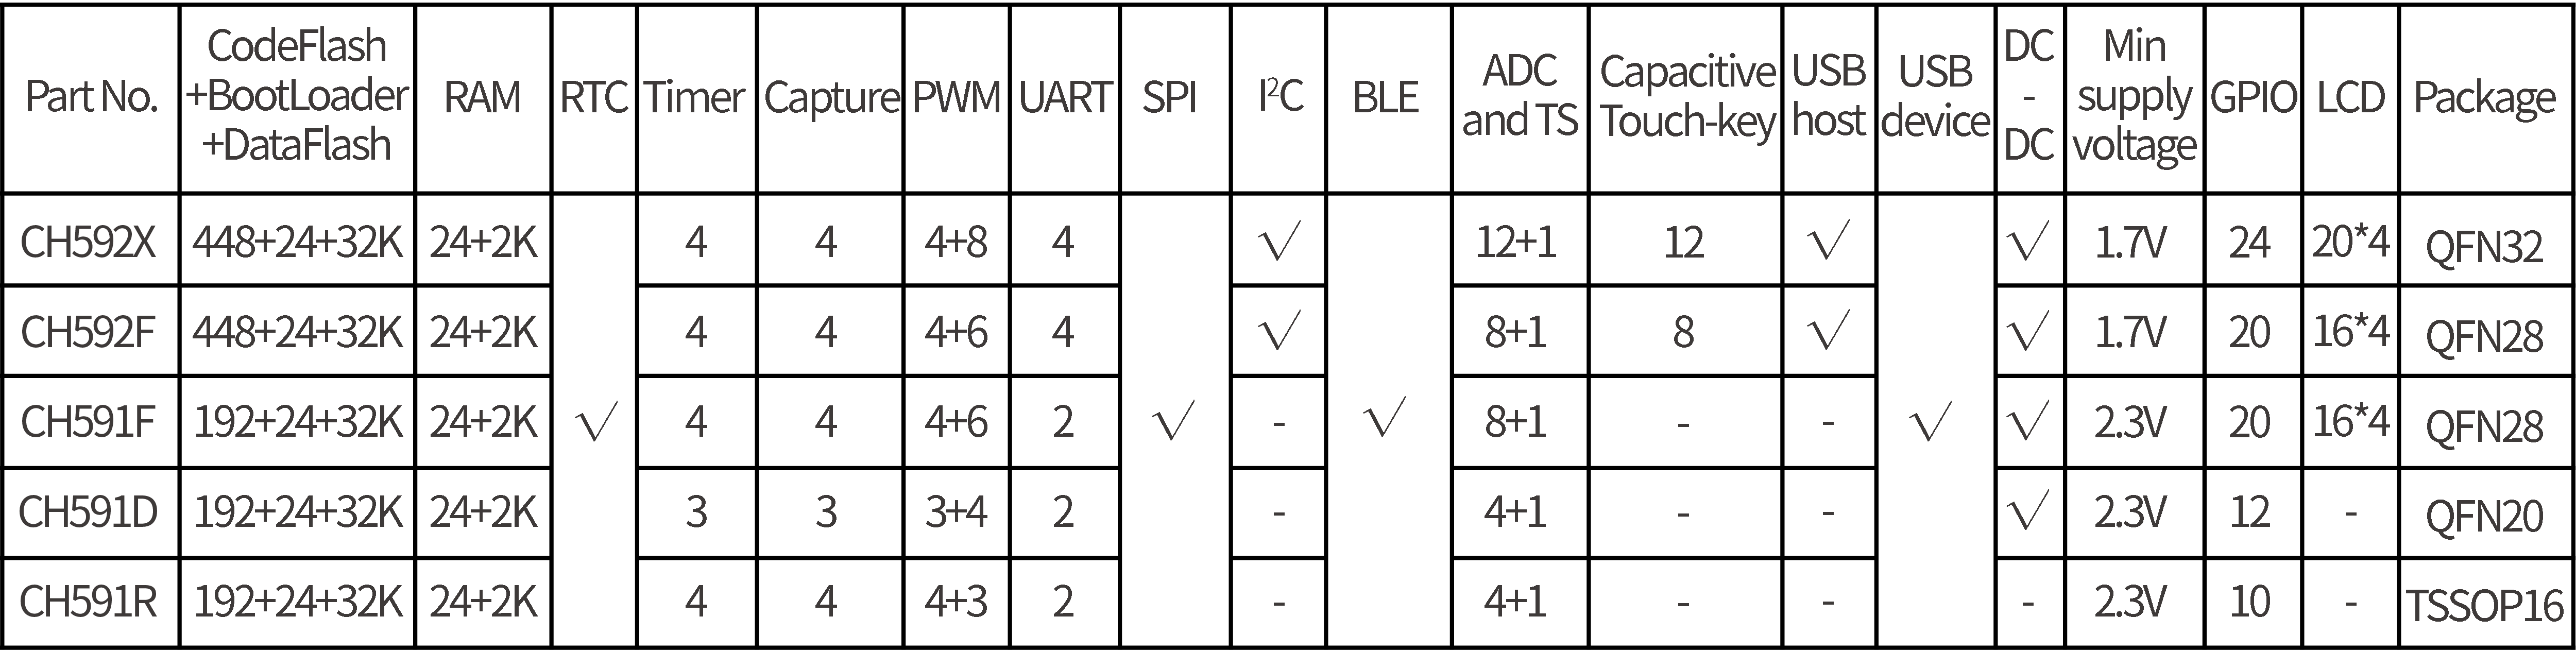 Part No. CodeFlash +BootLoader +DataFlash RAM RTC Timer Capture PWM UART SPI I²C BLE ADC and TS Capacitive Touch-key USB host USB device DC - DC Min supply voltage GPIO LCD Package
CH592X 448+24+32K 24+2K 4 4 4+8 4 √ 12+1 12 √ √ 1.7V 24 20*4 QFN32
CH592F 448+24+32K 24+2K 4 4 4+6 4 √ 8+1 8 √ √ 1.7V 20 16*4 QFN28
CH591F 192+24+32K 24+2K √ 4 4 4+6 2 √ - √ 8+1 - - √ √ 2.3V 20 16*4 QFN28
CH591D 192+24+32K 24+2K 3 3 3+4 2 - 4+1 - - √ 2.3V 12 - QFN20
CH591R 192+24+32K 24+2K 4 4 4+3 2 - 4+1 - - - 2.3V 10 - TSSOP16